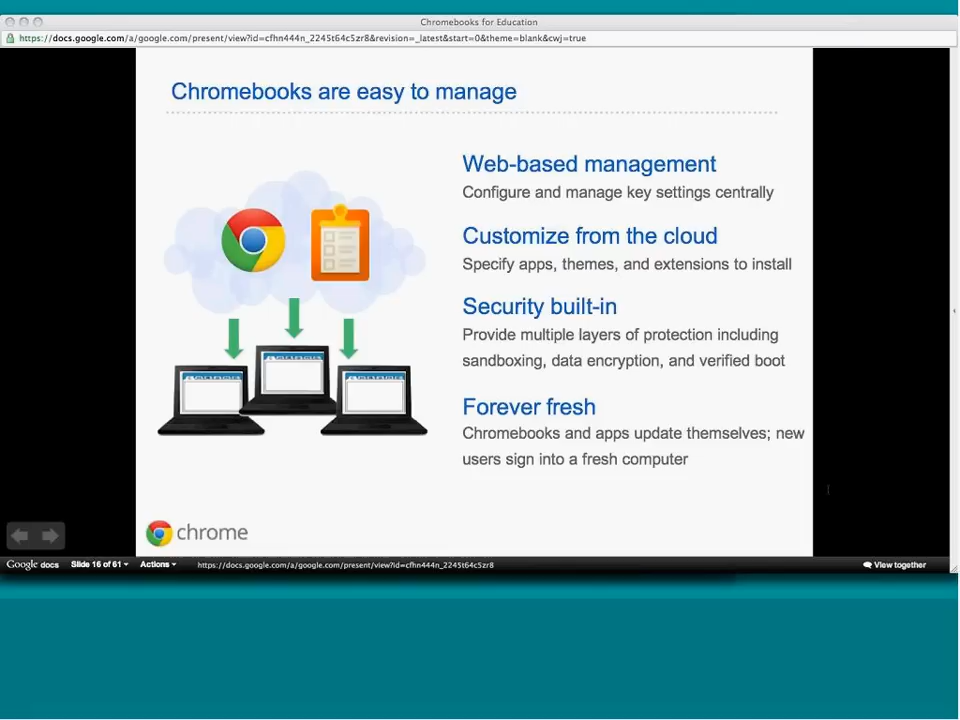 Chromebooks for Education
https://docs.google.com/a/google.com/present/view?id=cfhn444n_2245t64c5zr8&revision=_latest&start=0&theme=blank&cwj=true
Chromebooks are easy to manage
Web-based management
Configure and manage key settings centrally
Customize from the cloud
Specify apps, themes, and extensions to install
Security built-in
Provide multiple layers of protection including
sandboxing, data encryption, and verified boot
Forever fresh
Chromebooks and apps update themselves; new
users sign into a fresh computer
chrome
Google docs Slide 16 of 61 Actions https://docs.google.com/a/google.com/present/view?id=cfhn444n_2245t64c5zr8 View together